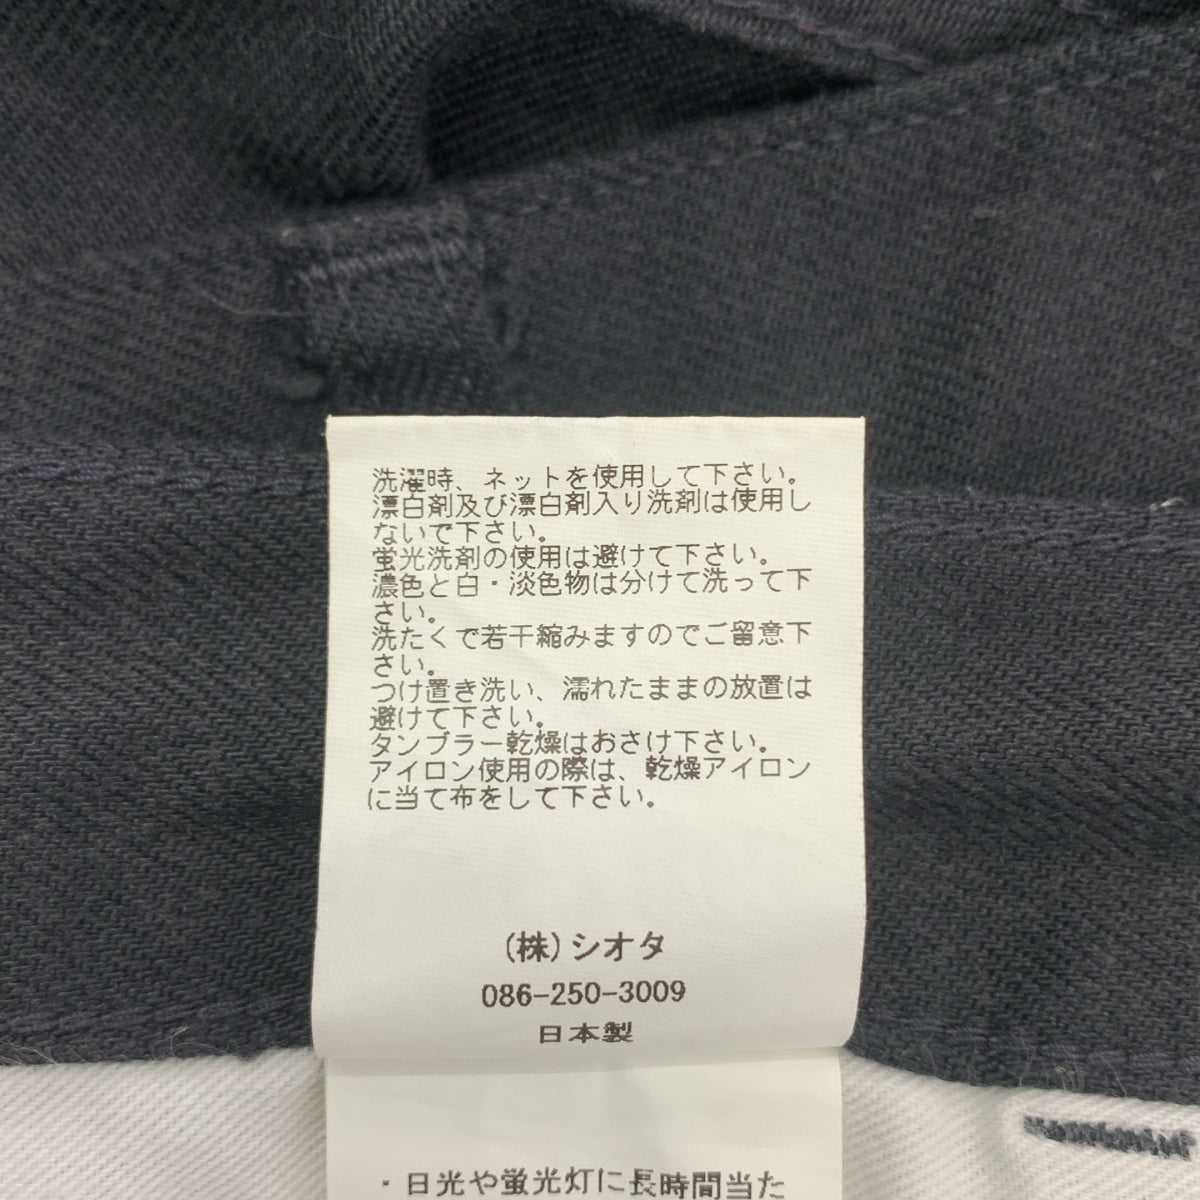 洗濯時、ネットを使用して下さい。
漂白剤及び漂白剤入り洗剤は使用し
ないで下さい。
蛍光洗剤の使用は避けて下さい。
濃色と白・淡色物は分けて洗って下
さい。
洗たくで若干縮みますのでご留意下
さい。
つけ置き洗い、濡れたままの放置は
避けて下さい。
タンブラー乾燥はおさけ下さい。
アイロン使用の際は、乾燥アイロン
に当て布をして下さい。
(株)シオタ
086-250-3009
日本製
・日光や蛍光灯に長時間当た